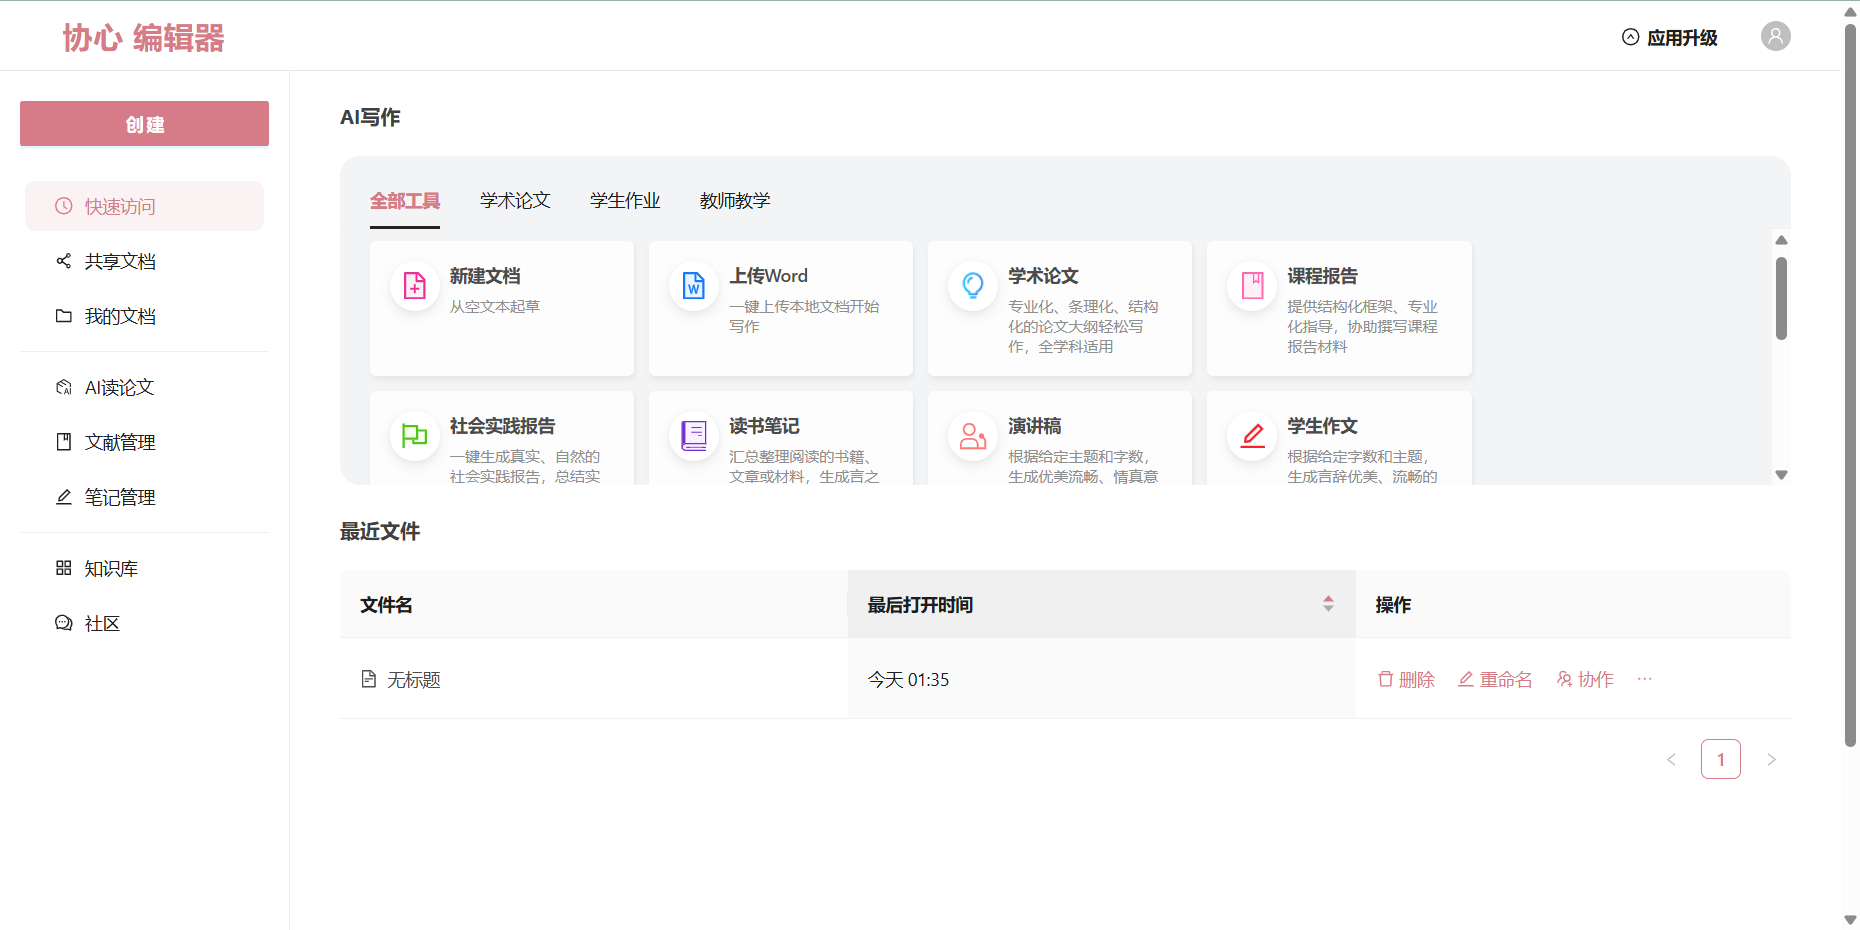 协心 编辑器
应用升级
创建
快速访问
共享文档
我的文档
AI读论文
文献管理
笔记管理
知识库
社区
AI写作
全部工具
学术论文
学生作业
教师教学
新建文档
从空文本起草
上传Word
一键上传本地文档开始
写作
学术论文
专业化、条理化、结构
化的论文大纲轻松写
作，全学科适用
课程报告
提供结构化框架、专业
化指导，协助撰写课程
报告材料
社会实践报告
一键生成真实、自然的
社会实践报告，总结实
读书笔记
汇总整理阅读的书籍、
文章或材料，生成言之
演讲稿
根据给定主题和字数，
生成优美流畅、情真意
学生作文
根据给定字数和主题，
生成言辞优美、流畅的
最近文件
文件名
最后打开时间
操作
无标题
今天 01:35
删除
重命名
协作
···
1